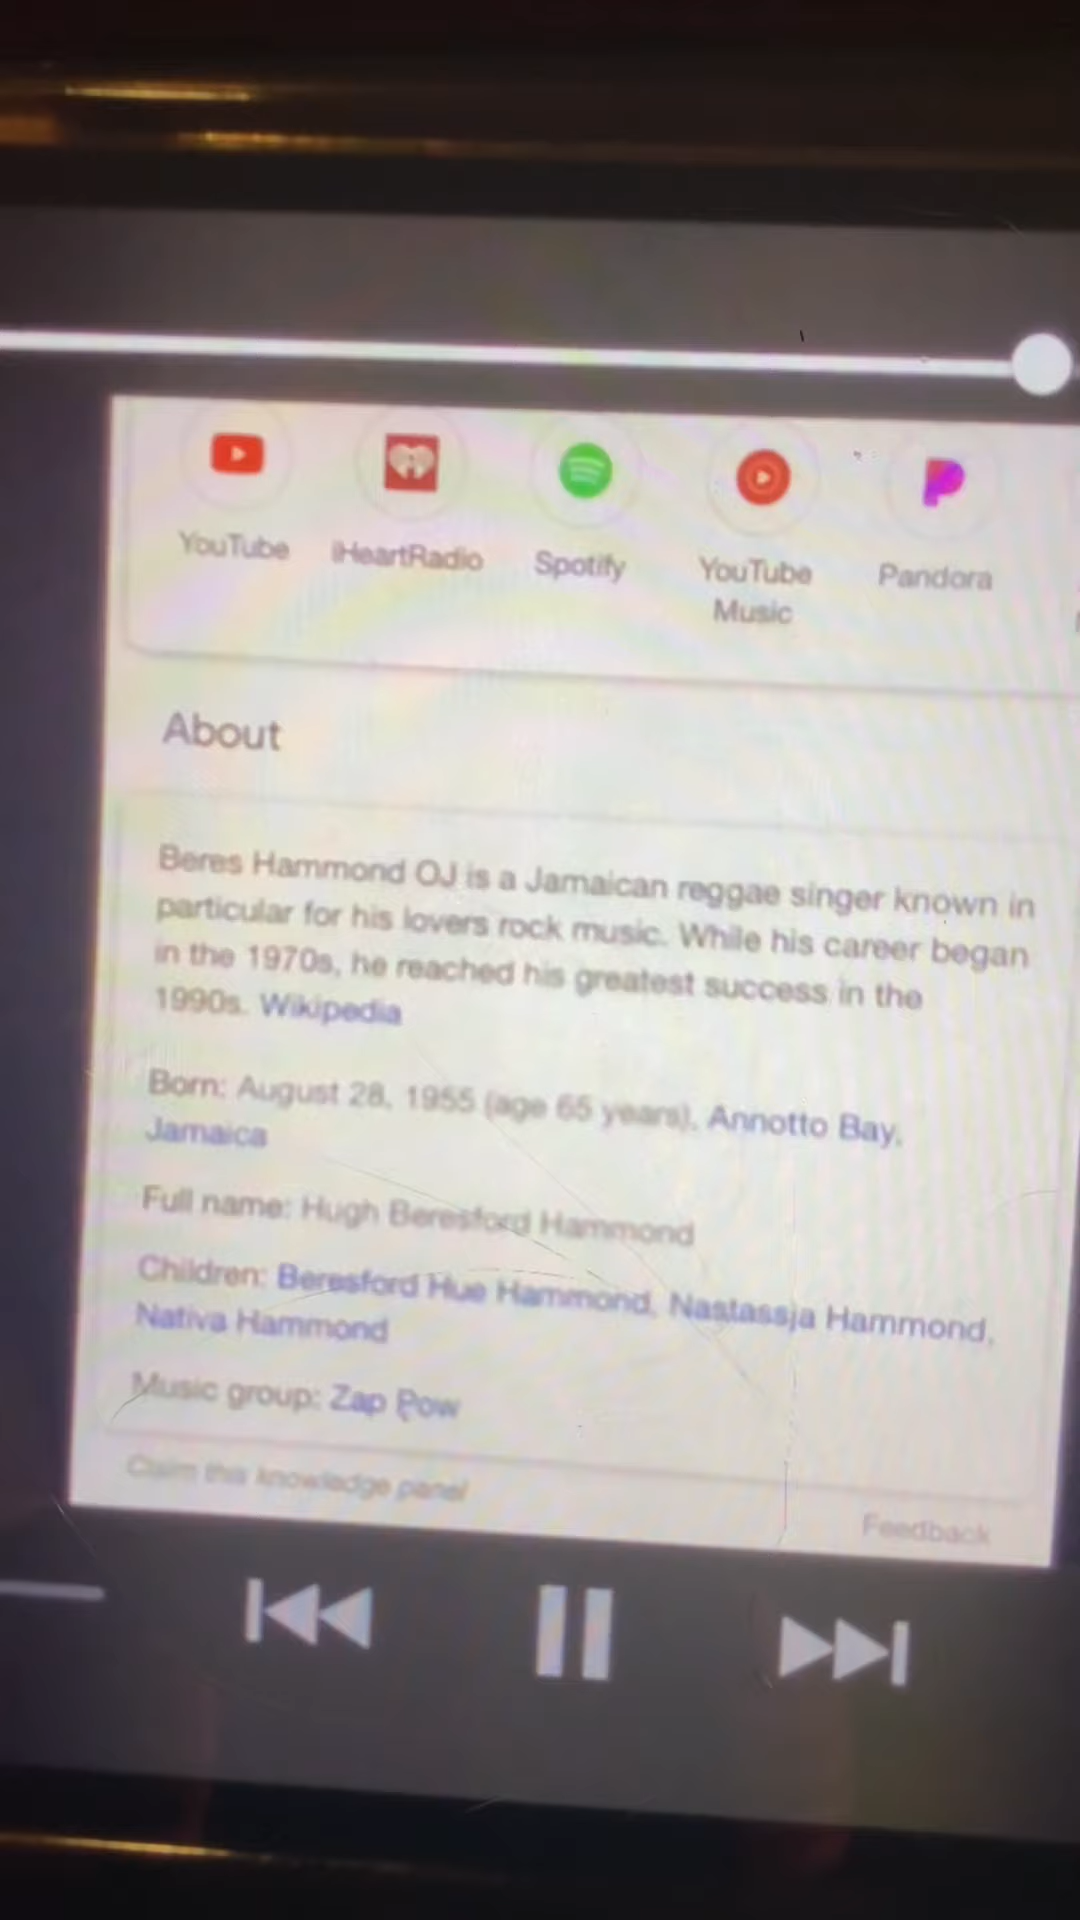 YouTube iHeartRadio Spotify YouTube Music Pandora
About
Beres Hammond OJ is a Jamaican reggae singer known in
particular for his lovers rock music. While his career began
in the 1970s, he reached his greatest success in the
1990s. Wikipedia
Born: August 28, 1955 (age 65 years), Annotto Bay,
Jamaica
Full name: Hugh Beresford Hammond
Children: Beresford Hue Hammond, Nastassja Hammond,
Nativa Hammond
Music group: Zap Pow
Claim this knowledge panel
Feedback